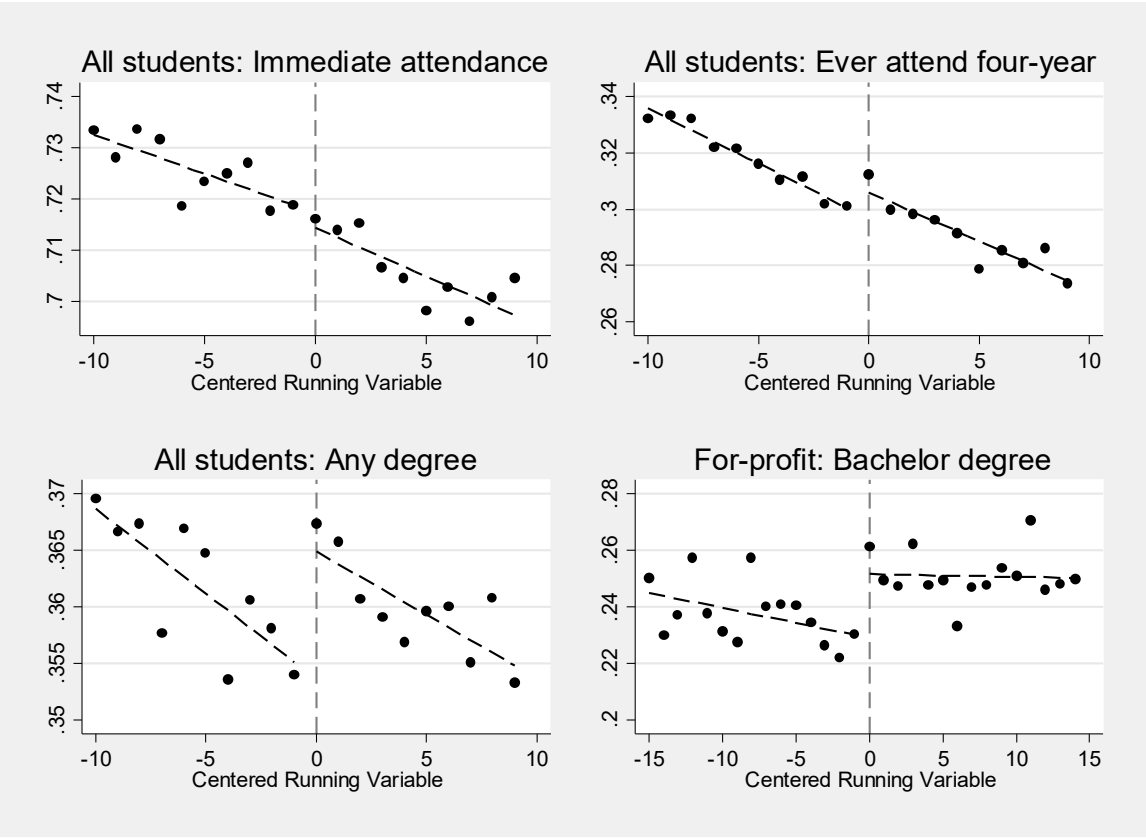 All students: Immediate attendance
.74
.73
.72
.71
.7
-10 -5 0 5 10
Centered Running Variable
All students: Ever attend four-year
.34
.32
.3
.28
.26
-10 -5 0 5 10
Centered Running Variable
All students: Any degree
.37
.365
.36
.355
.35
-10 -5 0 5 10
Centered Running Variable
For-profit: Bachelor degree
.28
.26
.24
.22
.2
-15 -10 -5 0 5 10 15
Centered Running Variable